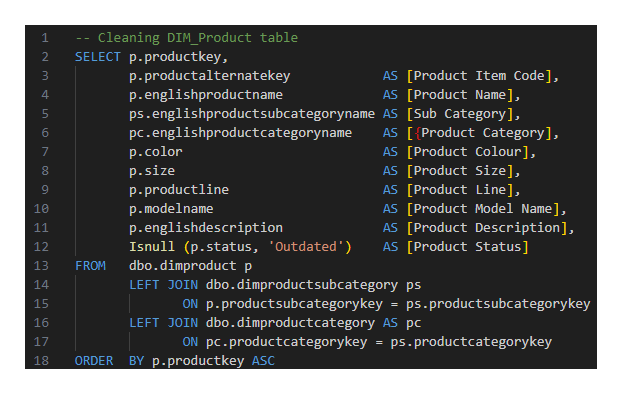 1 -- Cleaning DIM_Product table
2 SELECT p.productkey,
3 p.productalternatekey AS [Product Item Code],
4 p.englishproductname AS [Product Name],
5 ps.englishproductsubcategoryname AS [Sub Category],
6 pc.englishproductcategoryname AS [{Product Category],
7 p.color AS [Product Colour],
8 p.size AS [Product Size],
9 p.productline AS [Product Line],
10 p.modelname AS [Product Model Name],
11 p.englishdescription AS [Product Description],
12 Isnull (p.status, 'Outdated') AS [Product Status]
13 FROM dbo.dimproduct p
14 LEFT JOIN dbo.dimproductsubcategory ps
15 ON p.productsubcategorykey = ps.productsubcategorykey
16 LEFT JOIN dbo.dimproductcategory AS pc
17 ON pc.productcategorykey = ps.productcategorykey
18 ORDER BY p.productkey ASC